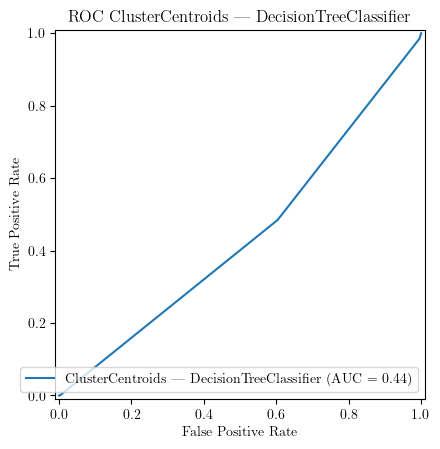 ROC ClusterCentroids — DecisionTreeClassifier
1.0
0.8
0.6
0.4
0.2
0.0
True Positive Rate
ClusterCentroids — DecisionTreeClassifier (AUC = 0.44)
0.0 0.2 0.4 0.6 0.8 1.0
False Positive Rate